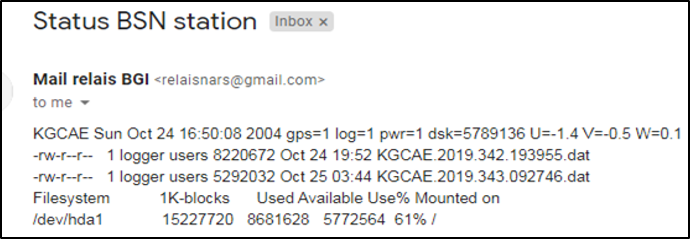 Status BSN station Inbox ×
Mail relais BGI <relaisnars@gmail.com>
to me
KGCAE Sun Oct 24 16:50:08 2004 gps=1 log=1 pwr=1 dsk=5789136 U=-1.4 V=-0.5 W=0.1
-rw-r--r-- 1 logger users 8220672 Oct 24 19:52 KGCAE.2019.342.193955.dat
-rw-r--r-- 1 logger users 5292032 Oct 25 03:44 KGCAE.2019.343.092746.dat
Filesystem 1K-blocks Used Available Use% Mounted on
/dev/hda1 15227720 8681628 5772564 61% /